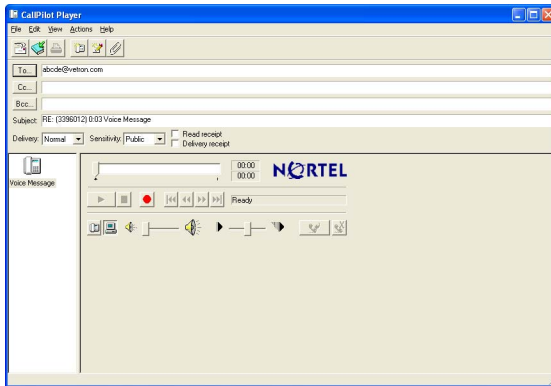 CallPilot Player
File Edit View Actions Help
To... abcde@vetron.com
Cc...
Bcc...
Subject: RE: (3396012) 0:03 Voice Message
Delivery: Normal Sensitivity: Public Read receipt
Delivery receipt
Voice Message
00:00
00:00
NORTEL
Ready